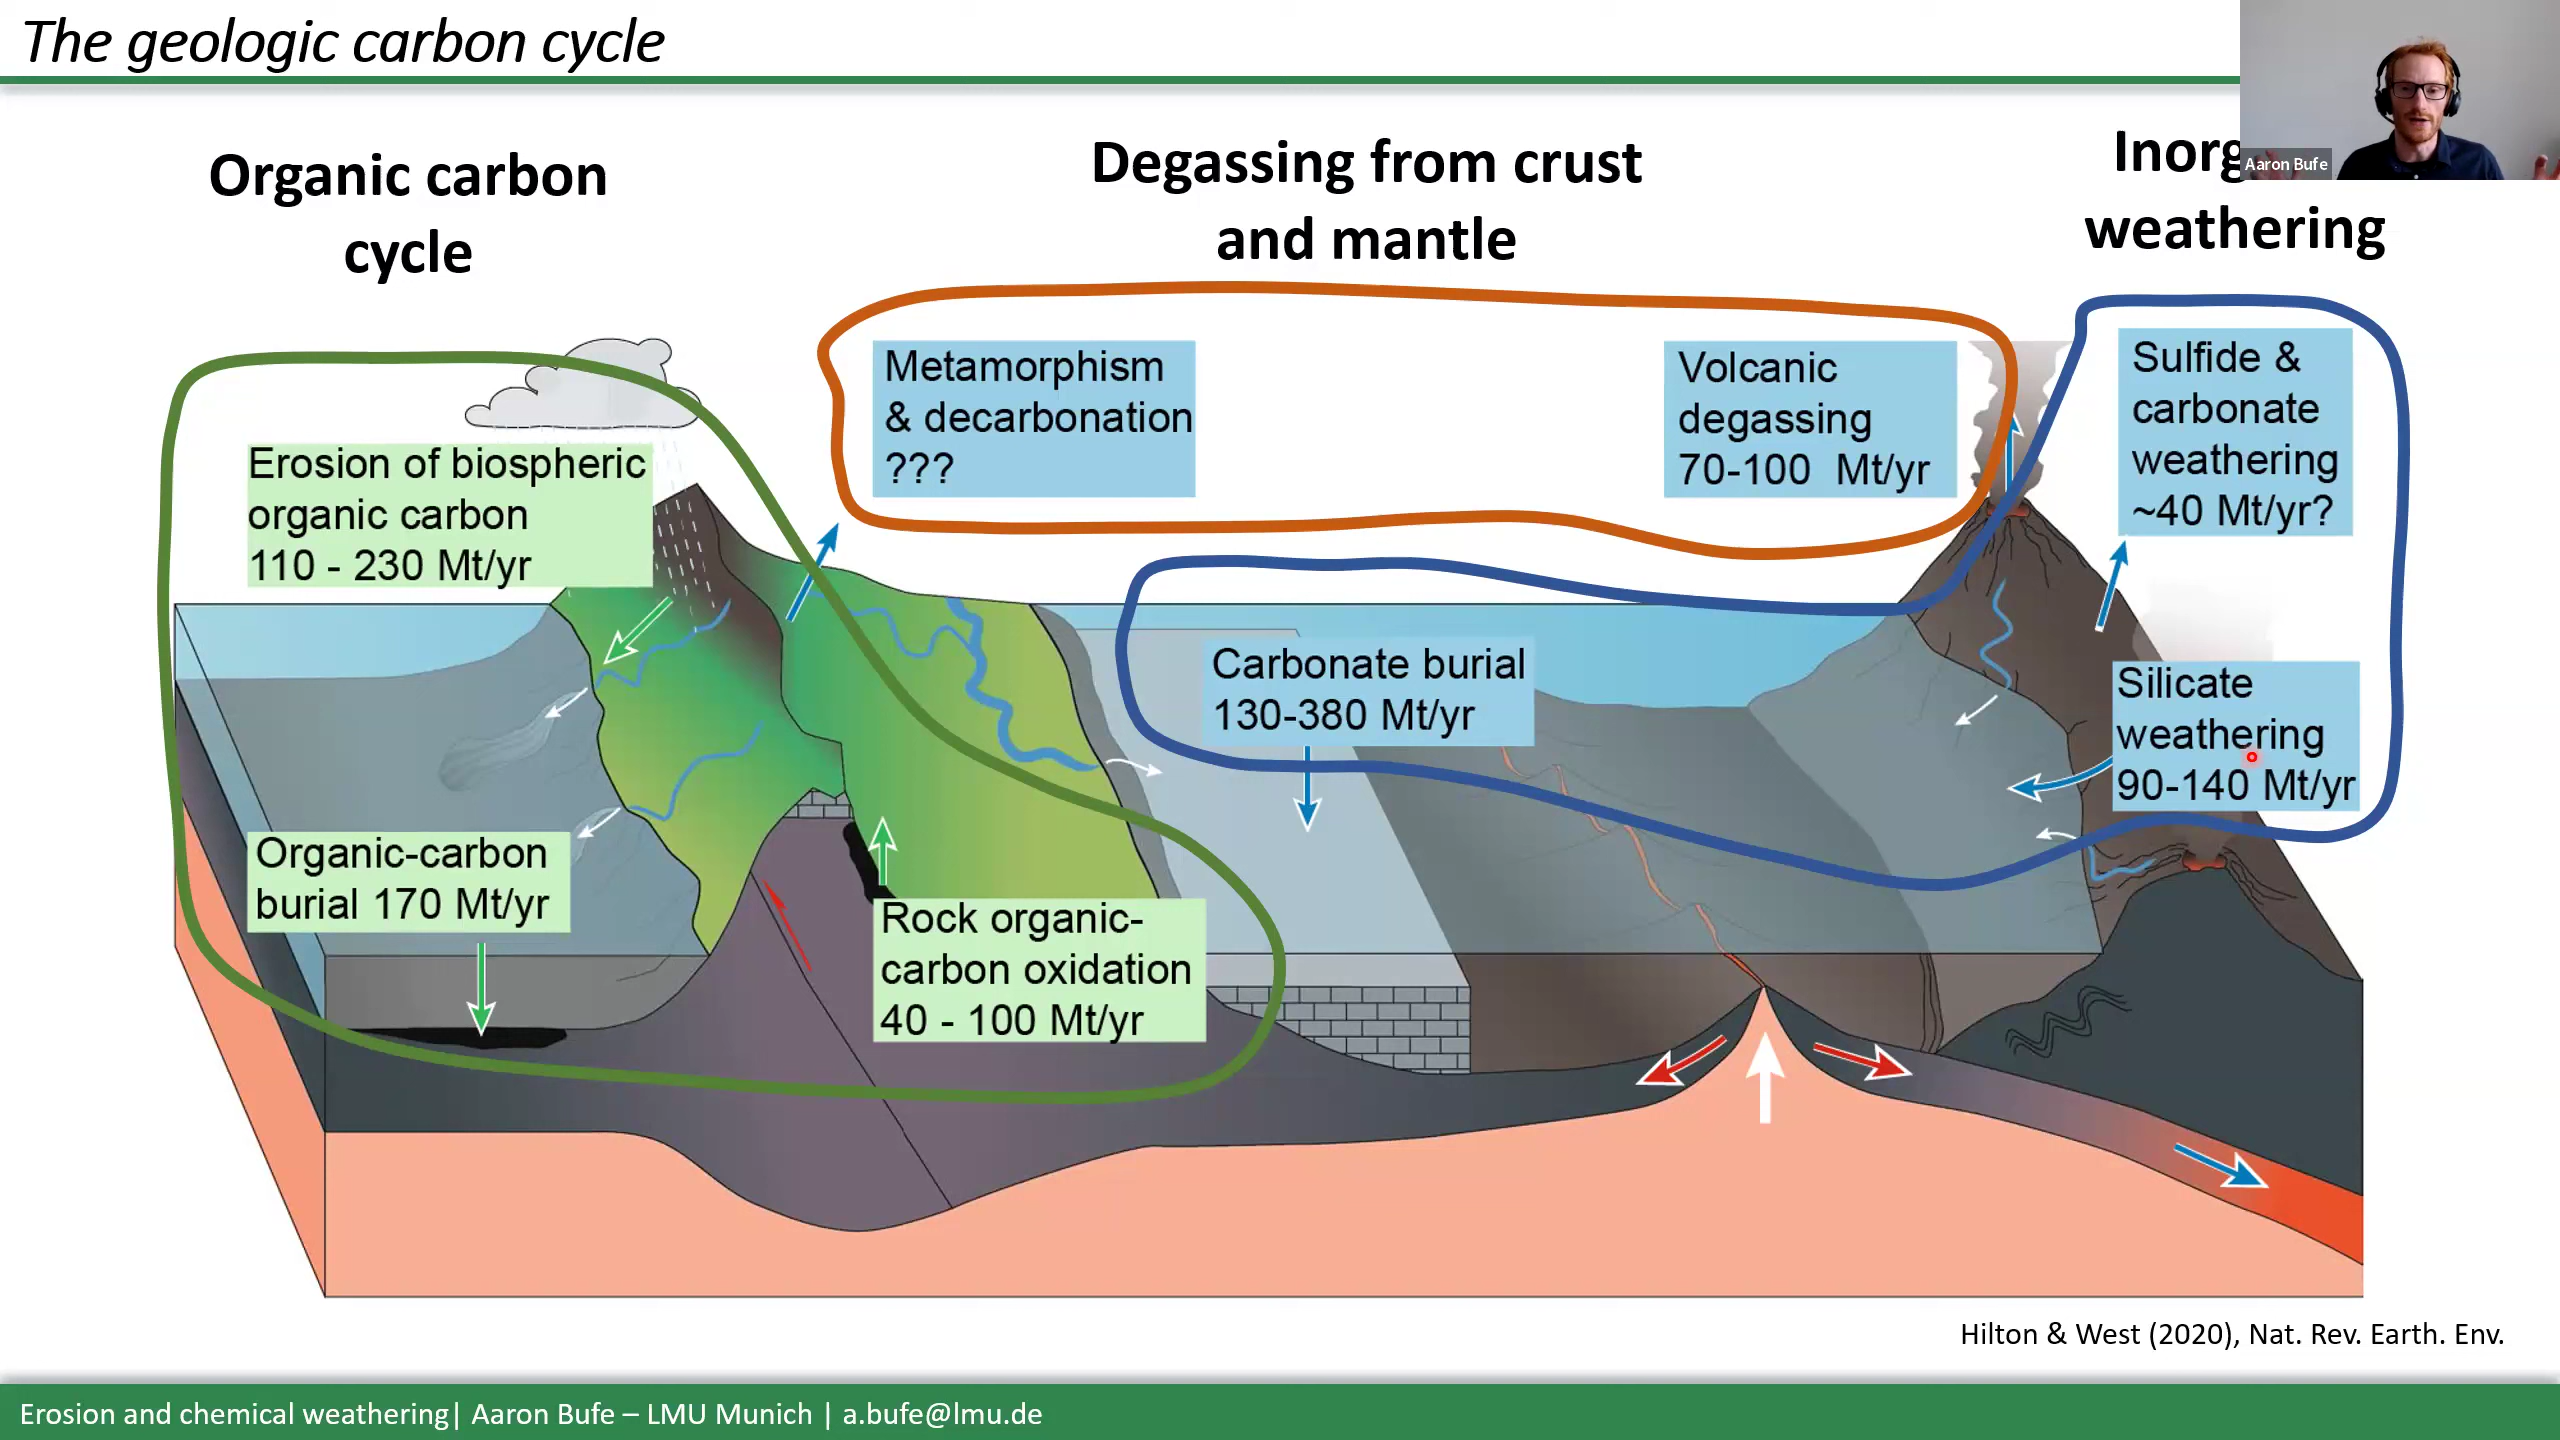 The geologic carbon cycle
Aaron Bufe
Organic carbon
cycle
Degassing from crust
and mantle
weathering
Metamorphism
& decarbonation
???
Volcanic
degassing
70-100 Mt/yr
Sulfide &
carbonate
weathering
~40 Mt/yr?
Erosion of biospheric
organic carbon
110 - 230 Mt/yr
Carbonate burial
130-380 Mt/yr
Silicate
weathering
90-140 Mt/yr
Organic-carbon
burial 170 Mt/yr
Rock organic-
carbon oxidation
40 - 100 Mt/yr
Hilton & West (2020), Nat. Rev. Earth. Env.
Erosion and chemical weathering| Aaron Bufe – LMU Munich | a.bufe@lmu.de